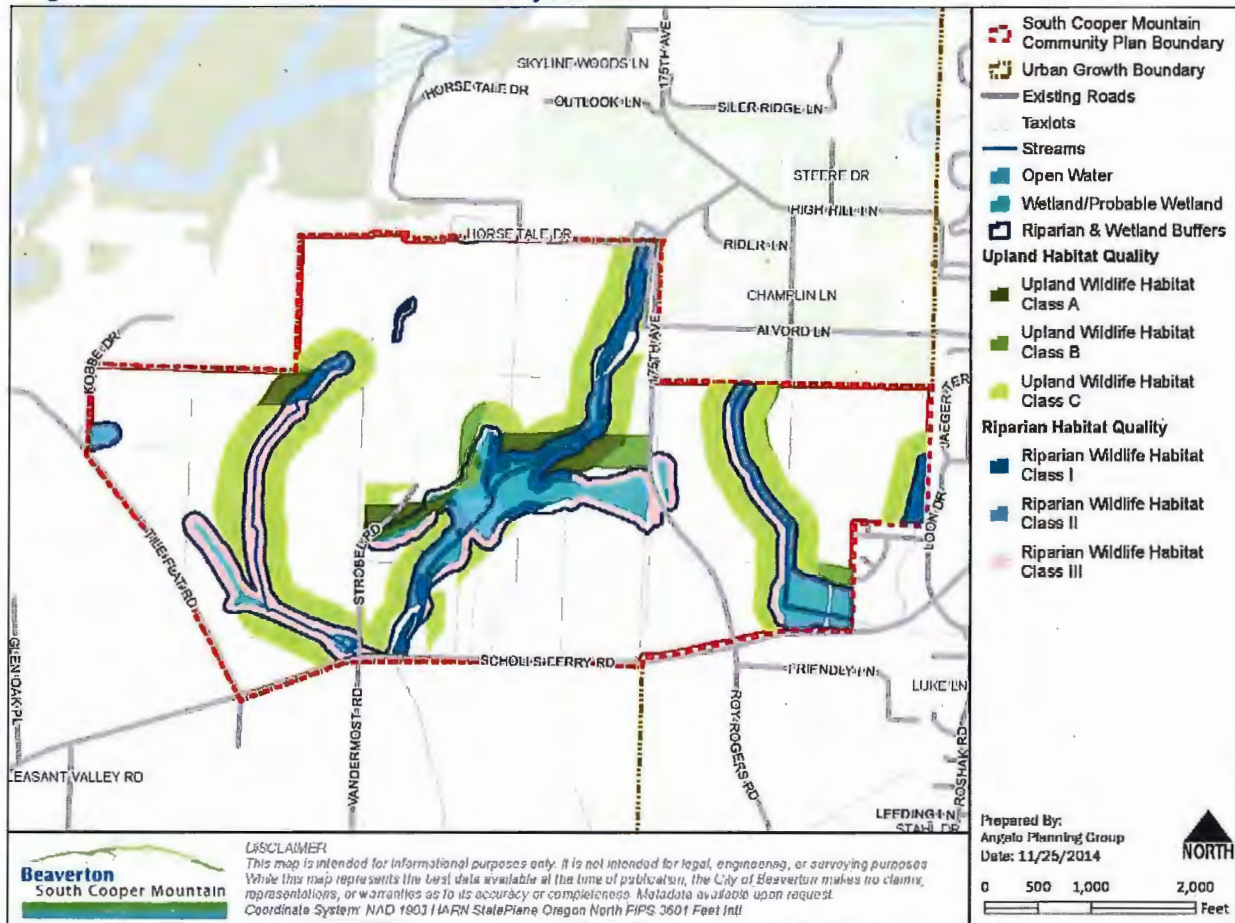 SKYLINE WOODS LN
HORSE TALE DR
OUTLOOK LN
175TH AVE
SILER RIDGE LN
STEERE DR
HIGH HILL LN
RIDER LN
HORSE TALE DR
CHAMPLIN LN
ALVORD LN
KOBBE DR
175TH AVE
JAEGER TER
LOON DR
STROBEL RD
TILE FLAT RD
SCHOLLS FERRY RD
FRIENDLY LN
LUKE LN
GLEN OAK PL
VANDERMOST RD
ROY ROGERS RD
ROSHAK RD
EASANT VALLEY RD
LEEDING LN
STAHL DR
South Cooper Mountain
Community Plan Boundary
Urban Growth Boundary
Existing Roads
Taxlots
Streams
Open Water
Wetland/Probable Wetland
Riparian & Wetland Buffers
Upland Habitat Quality
Upland Wildlife Habitat
Class A
Upland Wildlife Habitat
Class B
Upland Wildlife Habitat
Class C
Riparian Habitat Quality
Riparian Wildlife Habitat
Class I
Riparian Wildlife Habitat
Class II
Riparian Wildlife Habitat
Class III
Prepared By:
Angelo Planning Group
Date: 11/25/2014
NORTH
0 500 1,000 2,000
Feet
Beaverton
South Cooper Mountain
DISCLAIMER
This map is intended for informational purposes only. It is not intended for legal, engineering, or surveying purposes
While this map represents the best data available at the time of publication, the City of Beaverton makes no claims,
representations, or warranties as to its accuracy or completeness. Metadata available upon request.
Coordinate System: NAD 1983 HARN StatePlane Oregon North FIPS 3601 Feet Intl